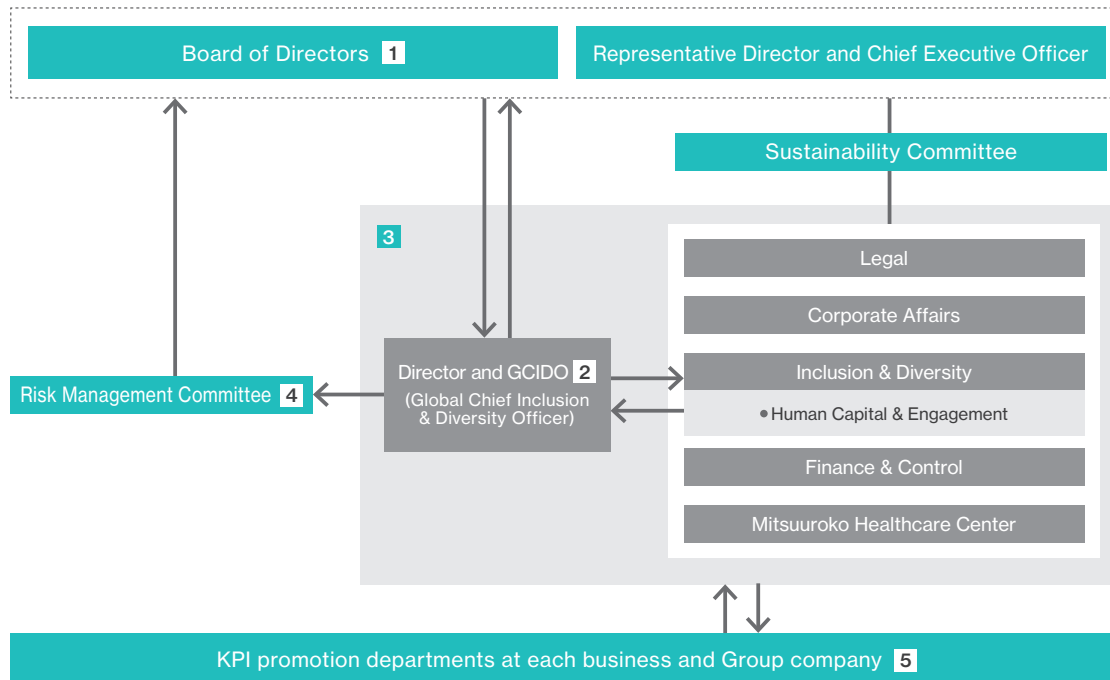 Board of Directors 1
Representative Director and Chief Executive Officer
Sustainability Committee
3
Legal
Corporate Affairs
Director and GCIDO 2
(Global Chief Inclusion
& Diversity Officer)
Inclusion & Diversity
●Human Capital & Engagement
Risk Management Committee 4
Finance & Control
Mitsuuroko Healthcare Center
KPI promotion departments at each business and Group company 5